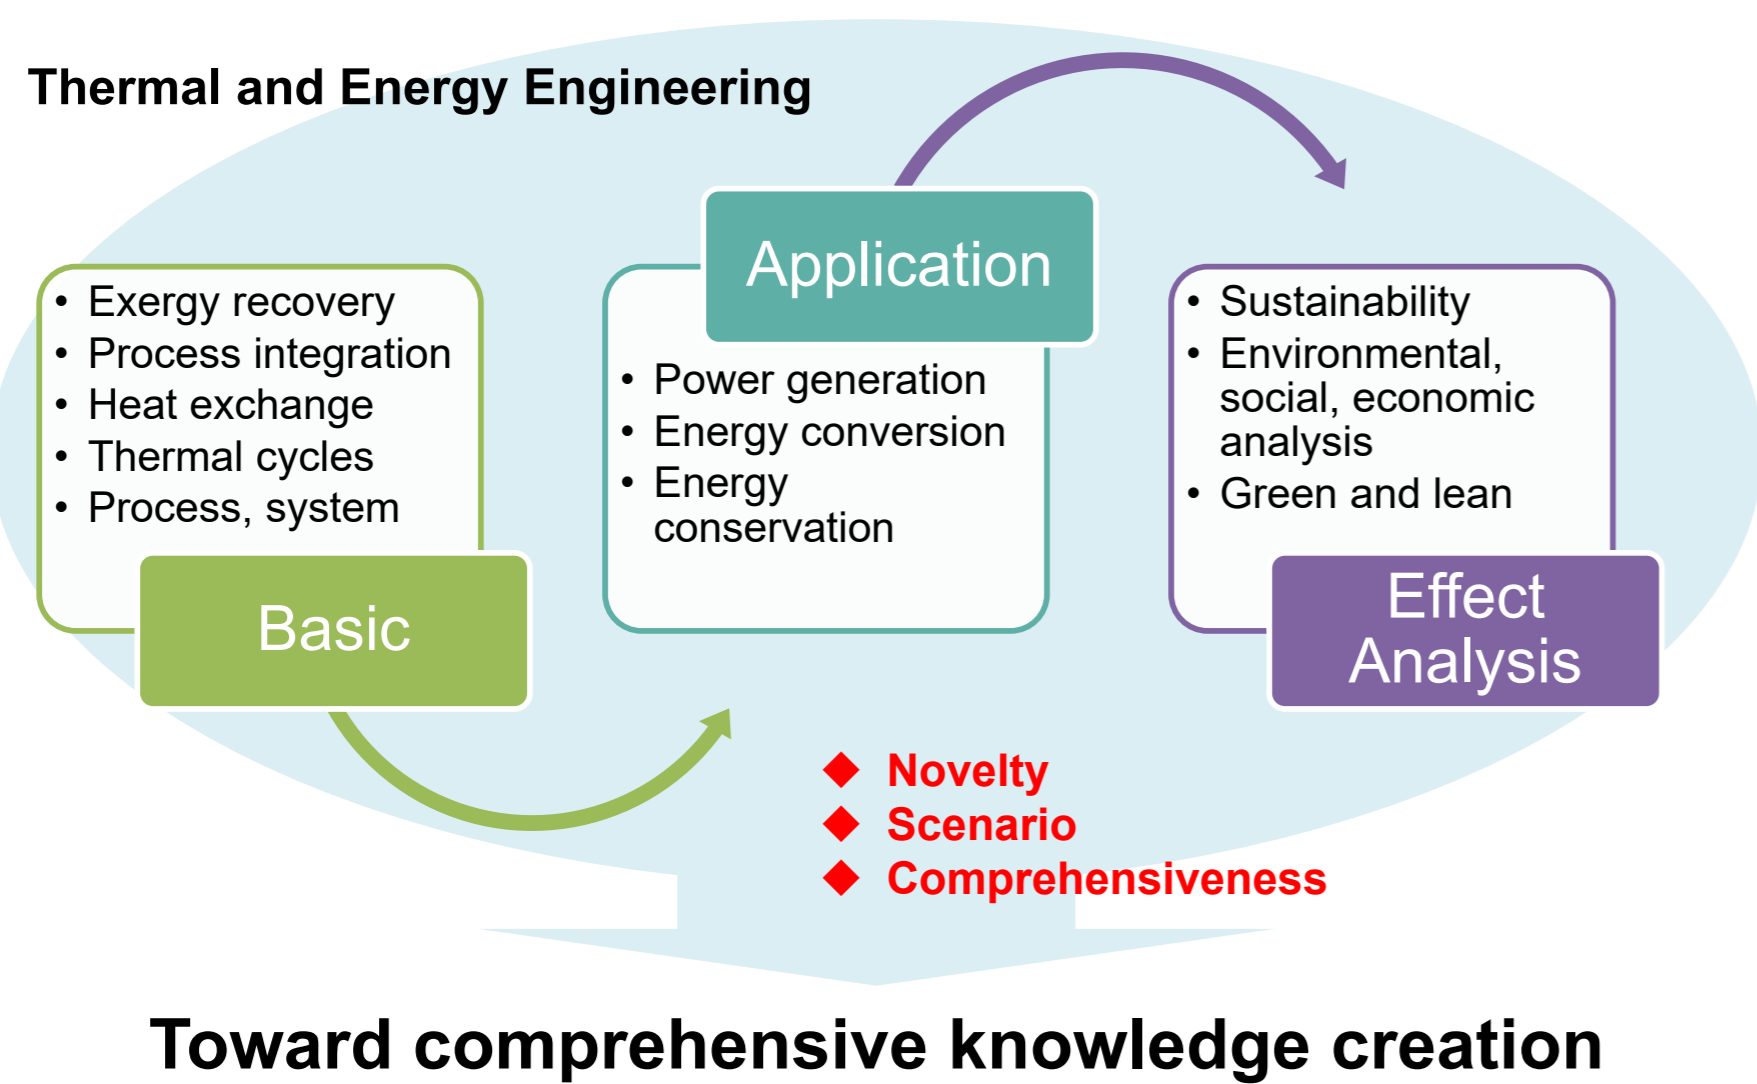 Thermal and Energy Engineering
• Exergy recovery
• Process integration
• Heat exchange
• Thermal cycles
• Process, system
Basic
Application
• Power generation
• Energy conversion
• Energy
conservation
• Sustainability
• Environmental,
social, economic
analysis
• Green and lean
Effect
Analysis
◆ Novelty
◆ Scenario
◆ Comprehensiveness
Toward comprehensive knowledge creation